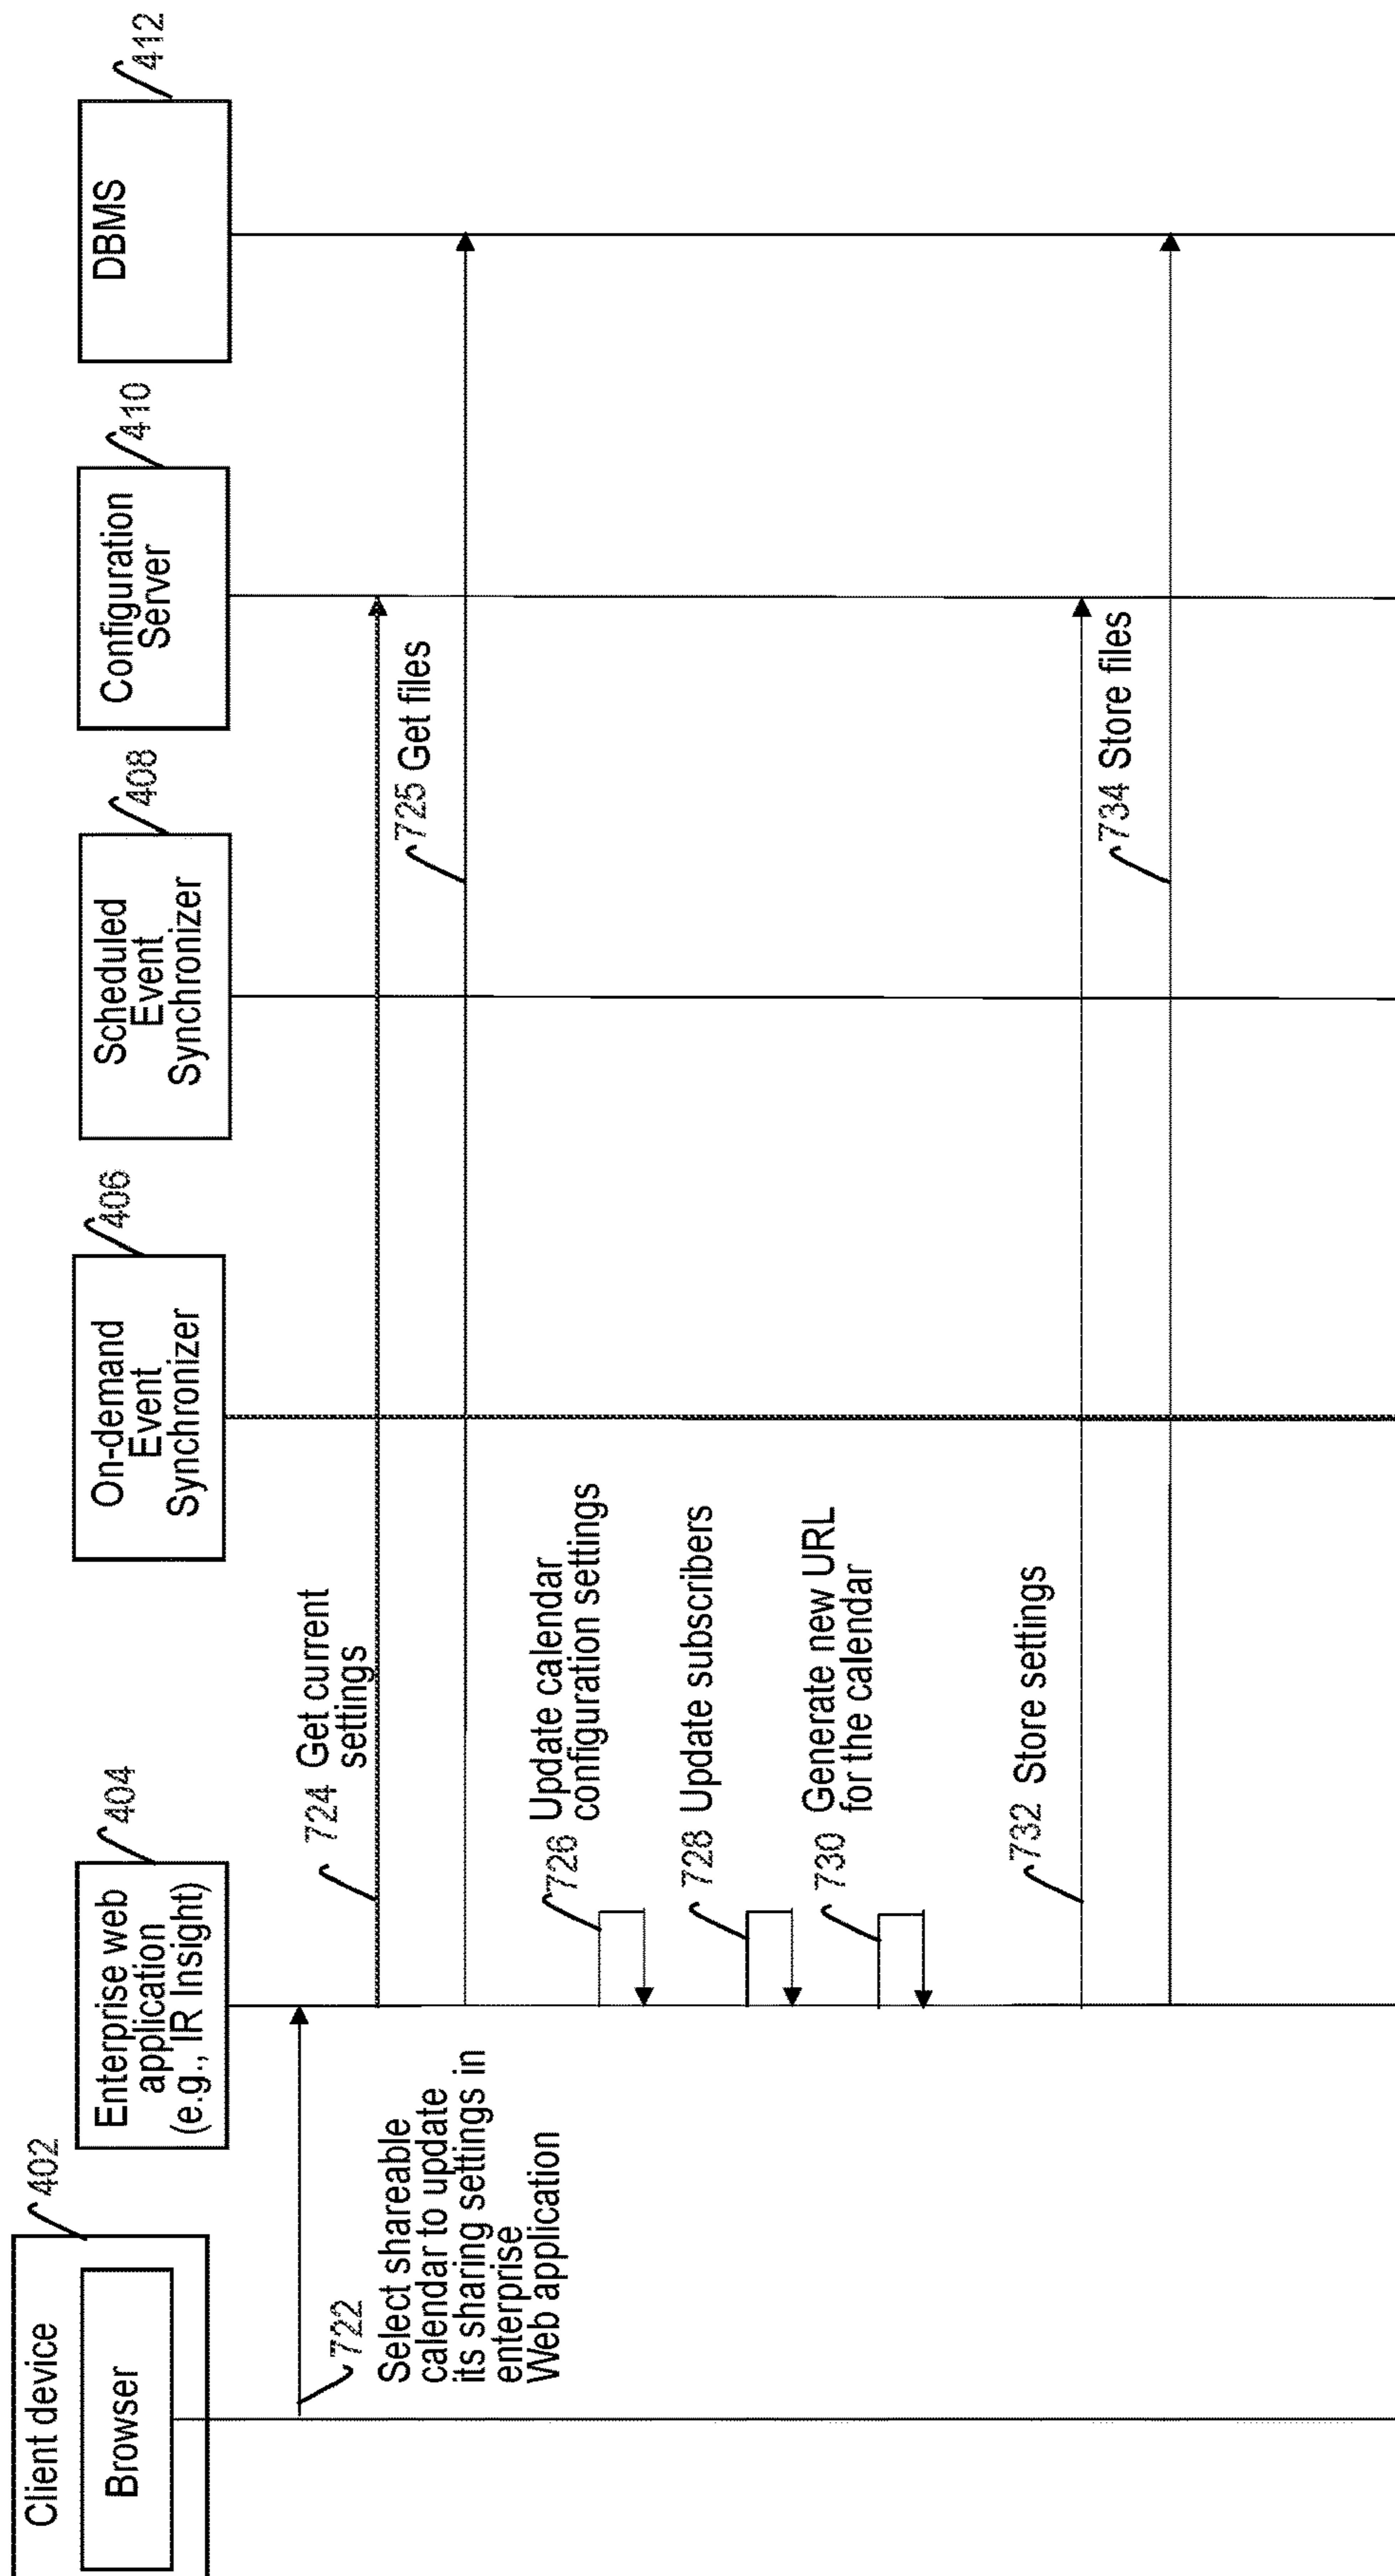 Client device
Browser
402
Enterprise web
application
(e.g., IR Insight)
404
On-demand
Event
Synchronizer
406
Scheduled
Event
Synchronizer
408
Configuration
Server
410
DBMS
412
722
Select shareable
calendar to update
its sharing settings in
enterprise
Web application
724 Get current
settings
725 Get files
726 Update calendar
configuration settings
728 Update subscribers
730 Generate new URL
for the calendar
732 Store settings
734 Store files